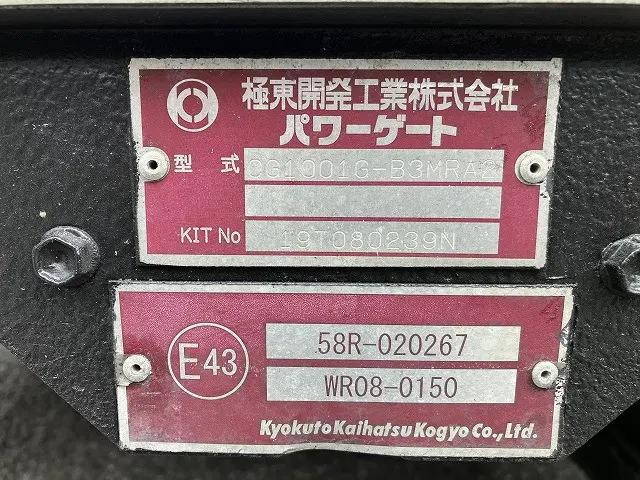 極東開発工業株式会社
パワーゲート
型式 CG1001G-B3MRA2
KIT No 19T080239N
E43
58R-020267
WR08-0150
Kyokuto Kaihatsu Kogyo Co., Ltd.